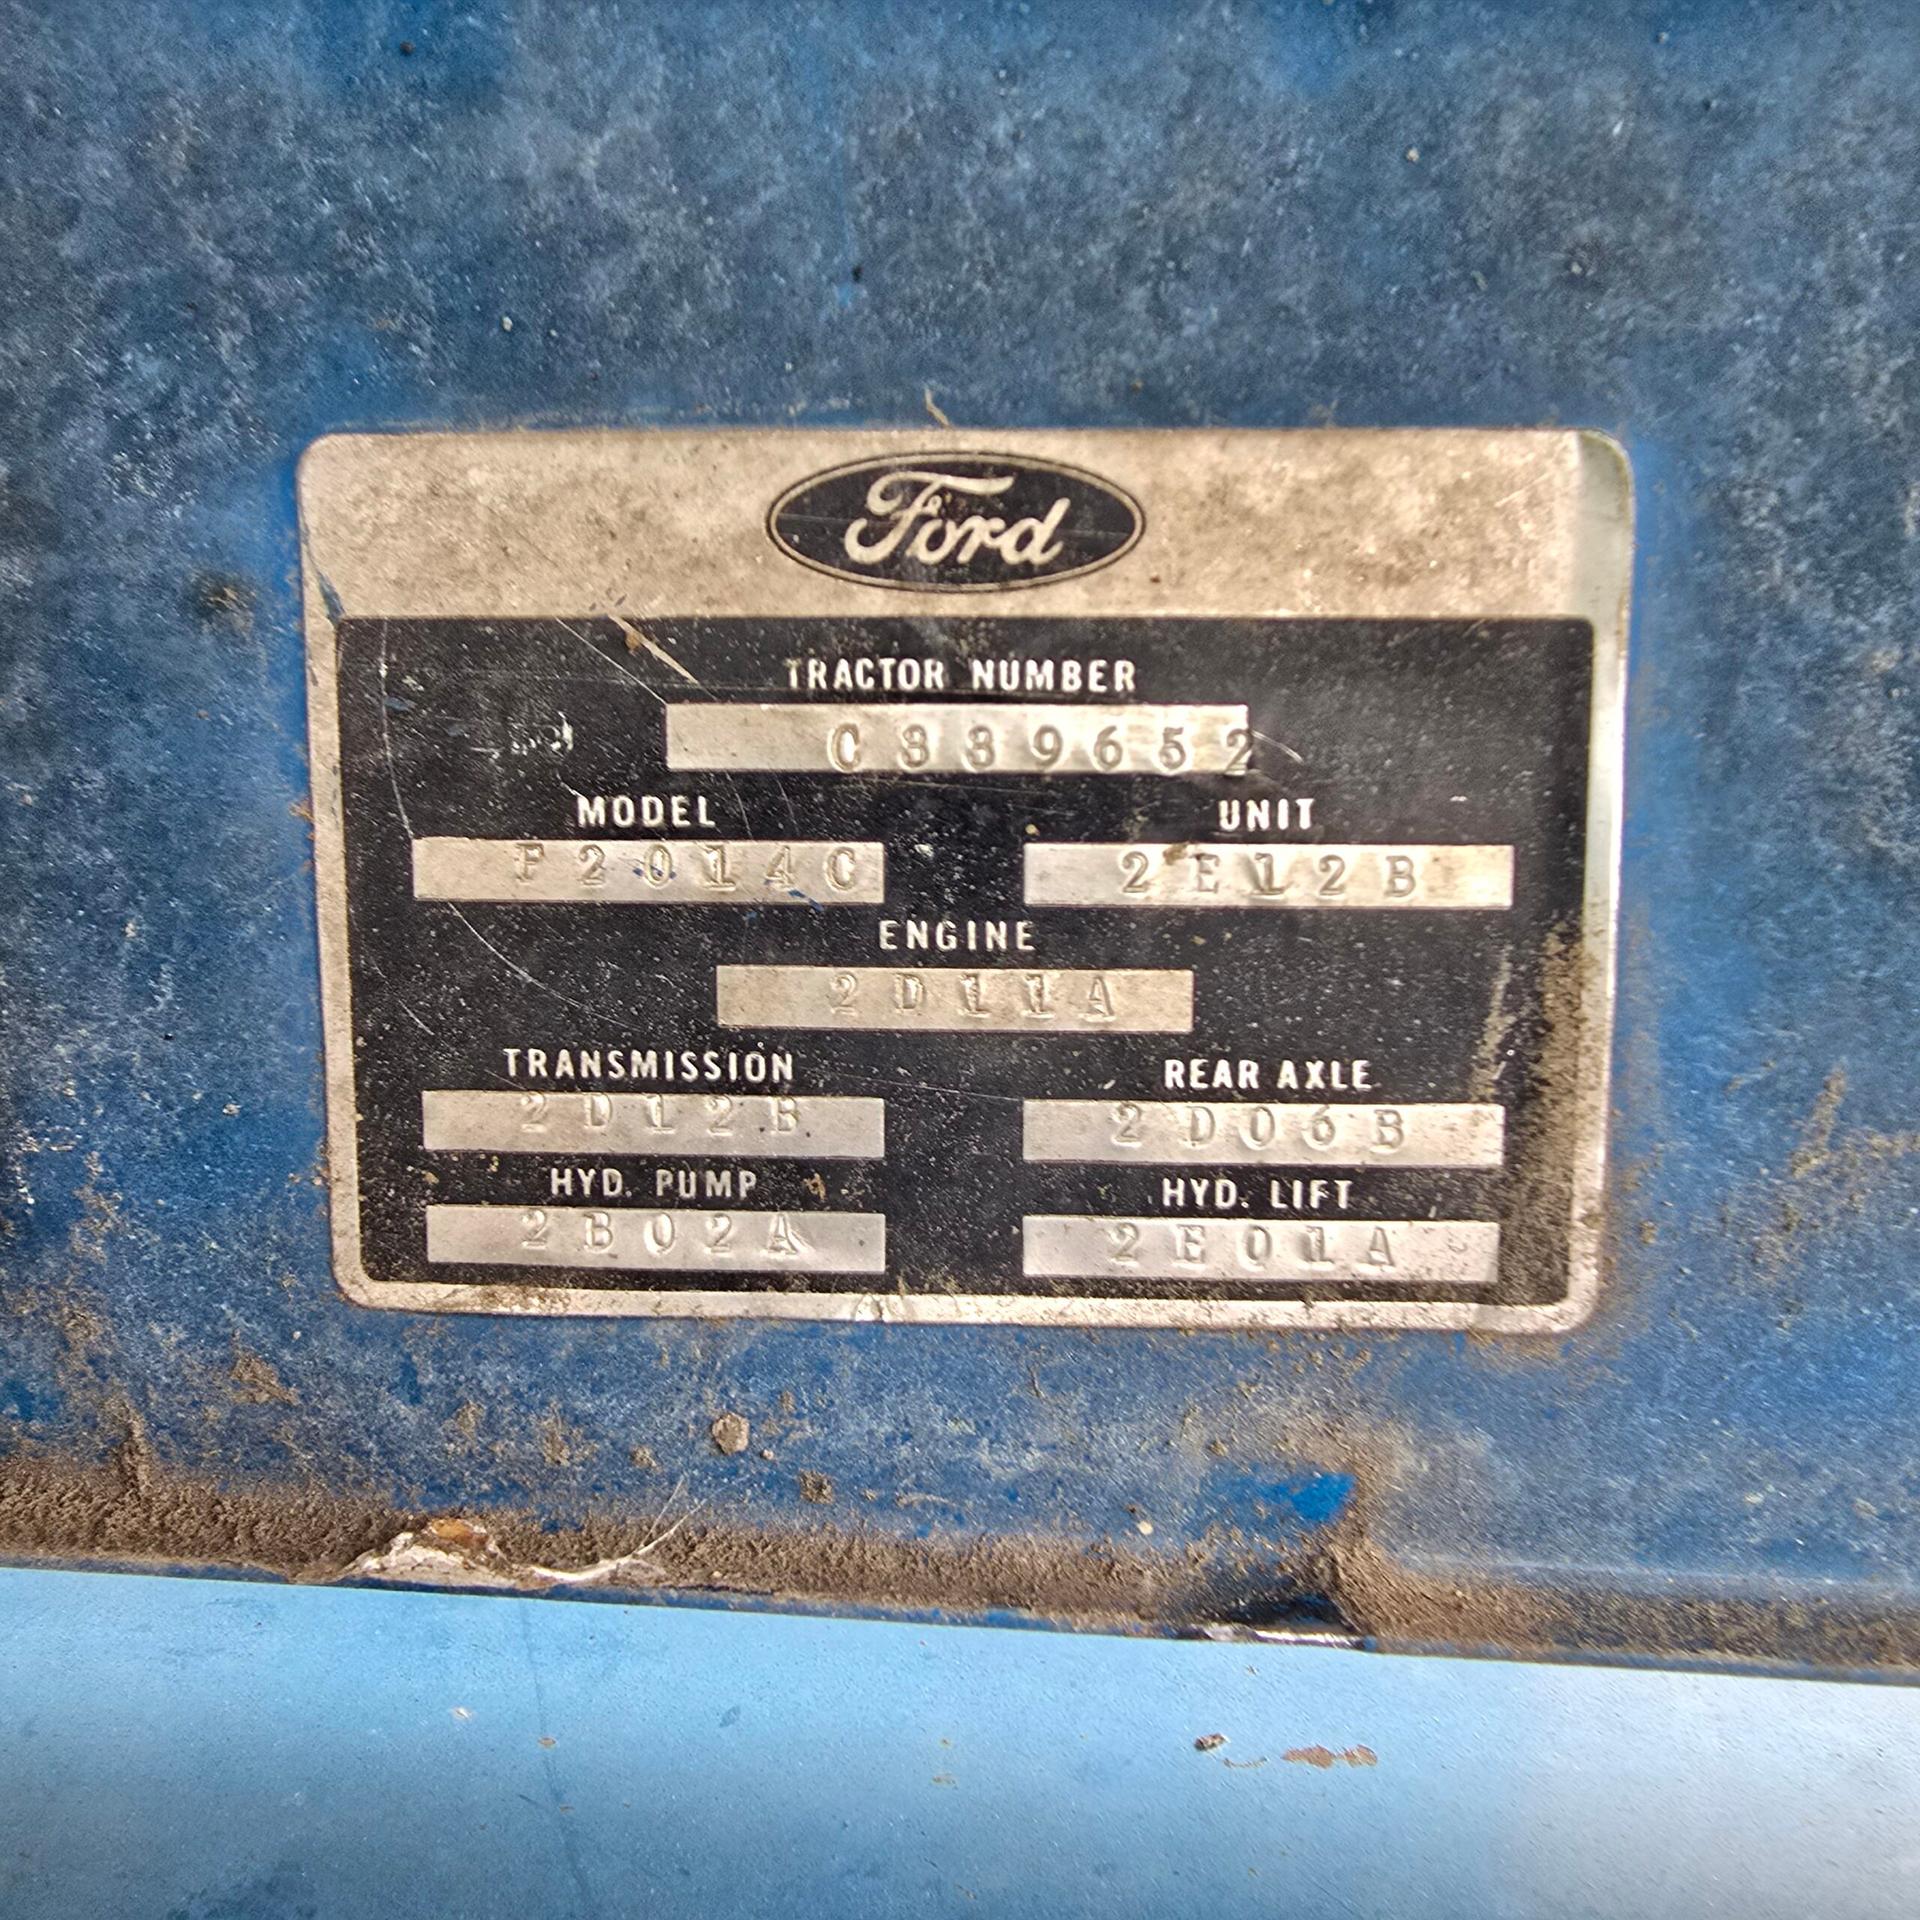 Ford
TRACTOR NUMBER
C339652
MODEL UNIT
F2014C 2E12B
ENGINE
2D11A
TRANSMISSION REAR AXLE
2D12B 2D06B
HYD. PUMP HYD. LIFT
2B02A 2E01A